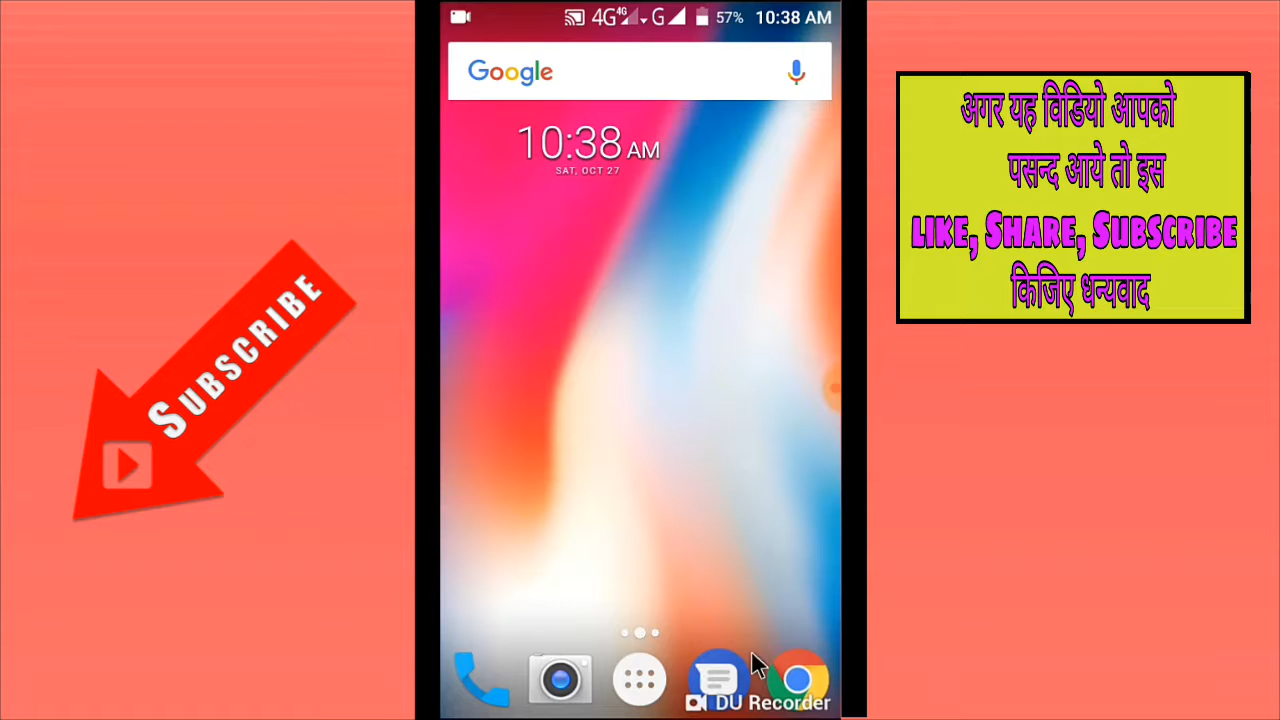 4G 4G G 57% 10:38 AM
Google
10:38 AM
SAT, OCT 27
DU Recorder
SUBSCRIBE
अगर यह विडियो आपको
पसन्द आये तो इस
LIKE, SHARE, SUBSCRIBE
किजिए धन्यवाद